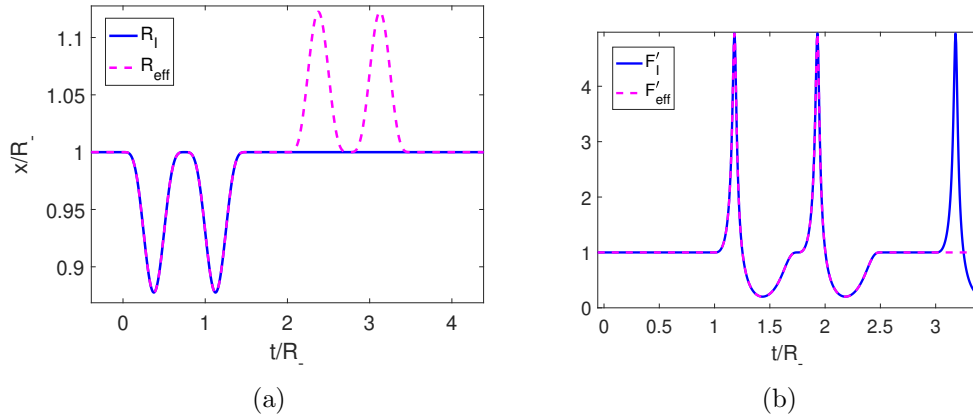 R_I
R_eff
1.1
1.05
1
0.95
0.9
x/R_-
0 1 2 3 4
t/R_-
(a)
F'_I
F'_eff
5
4
3
2
1
0 0.5 1 1.5 2 2.5 3
t/R_-
(b)